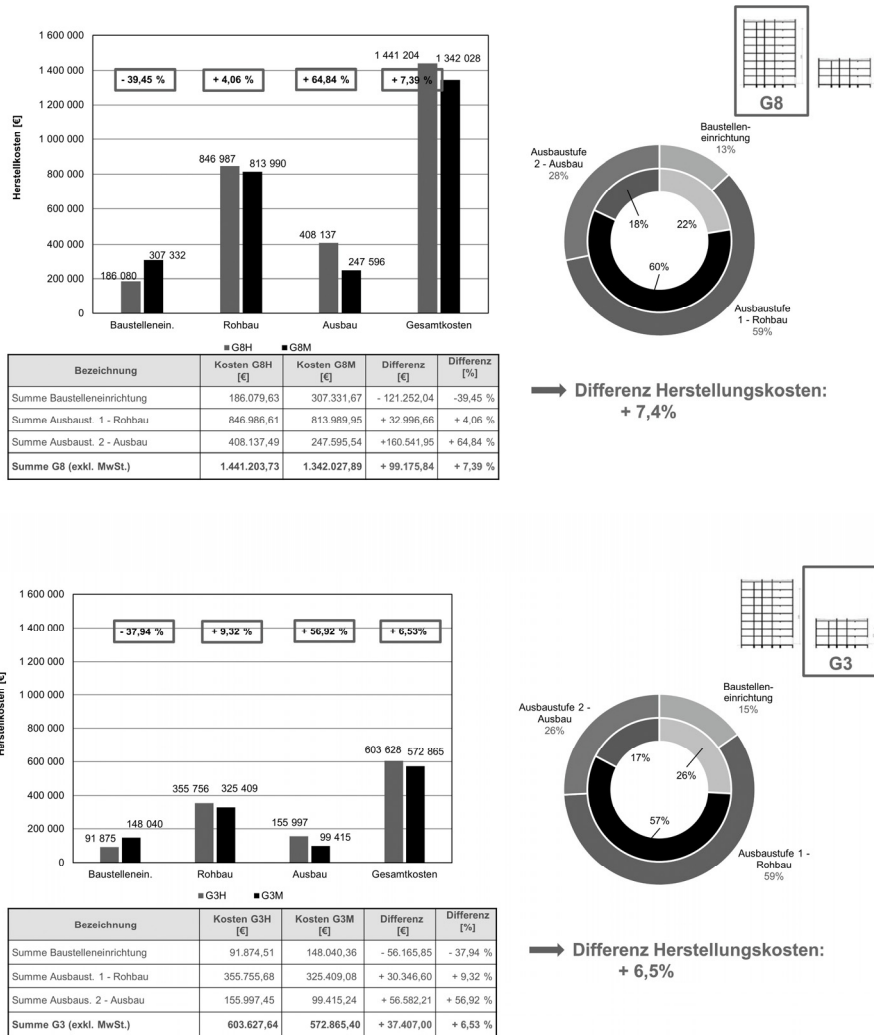 1 600 000
1 400 000
1 200 000
1 000 000
800 000
600 000
400 000
200 000
0
Herstellkosten [€]
- 39,45 %
+ 4,06 %
+ 64,84 %
+ 7,39 %
186 080
307 332
846 987
813 990
408 137
247 596
1 441 204
1 342 028
Baustellenein.
Rohbau
Ausbau
Gesamtkosten
G8H
G8M
G8
Baustellen-
einrichtung
13%
Ausbaustufe
2 - Ausbau
28%
18%
22%
60%
Ausbaustufe
1 - Rohbau
59%
Bezeichnung Kosten G8H [€] Kosten G8M [€] Differenz [€] Differenz [%]
Summe Baustelleneinrichtung 186.079,63 307.331,67 - 121.252,04 -39,45 %
Summe Ausbaust. 1 - Rohbau 846.986,61 813.989,95 + 32.996,66 + 4,06 %
Summe Ausbaust. 2 - Ausbau 408.137,49 247.595,54 +160.541,95 + 64,84 %
Summe G8 (exkl. MwSt.) 1.441.203,73 1.342.027,89 + 99.175,84 + 7,39 %
Differenz Herstellungskosten:
+ 7,4%
1 600 000
1 400 000
1 200 000
1 000 000
800 000
600 000
400 000
200 000
0
Herstellkosten [€]
- 37,94 %
+ 9,32 %
+ 56,92 %
+ 6,53%
91 875
148 040
355 756
325 409
155 997
99 415
603 628
572 865
Baustellenein.
Rohbau
Ausbau
Gesamtkosten
G3H
G3M
G3
Baustellen-
einrichtung
15%
Ausbaustufe 2 -
Ausbau
26%
17%
26%
57%
Ausbaustufe 1 -
Rohbau
59%
Bezeichnung Kosten G3H [€] Kosten G3M [€] Differenz [€] Differenz [%]
Summe Baustelleneinrichtung 91.874,51 148.040,36 - 56.165,85 - 37,94 %
Summe Ausbaust. 1 - Rohbau 355.755,68 325.409,08 + 30.346,60 + 9,32 %
Summe Ausbaus. 2 - Ausbau 155.997,45 99.415,24 + 56.582,21 + 56,92 %
Summe G3 (exkl. MwSt.) 603.627,64 572.865,40 + 37.407,00 + 6,53 %
Differenz Herstellungskosten:
+ 6,5%